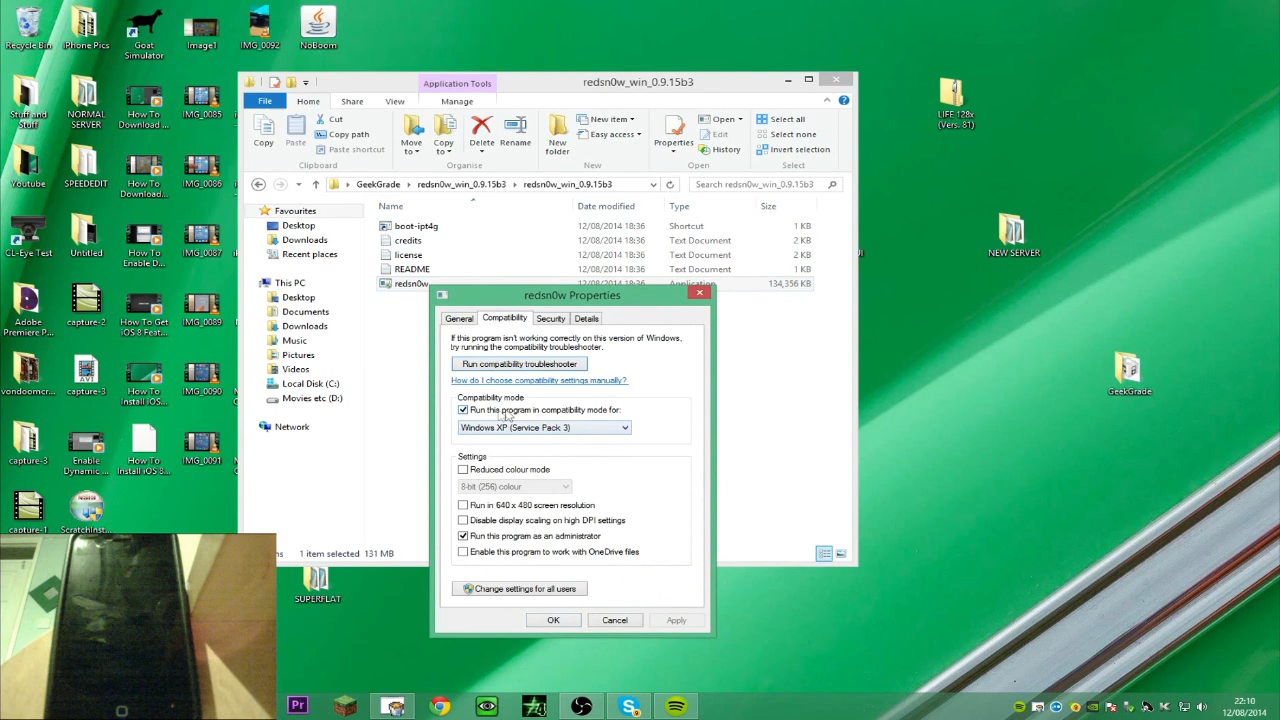 Recycle Bin
iPhone Pics
Goat Simulator
Image1
IMG_0092
NoBoom
Stuff and Stuff
NORMAL SERVER
How To Download ...
IMG_0085
Youtube
SPEEDEDIT
How To Download...
IMG_0086
CL-Eye Test
Untitled
How To Enable D...
IMG_0087
Adobe Premiere P...
capture-2
How To Get iOS 8 Feat...
IMG_0089
vondoomcr...
capture-3
How To Install iOS...
IMG_0090
capture-3
Enable Dynamic ...
How To Install iOS 8...
IMG_0091
capture-1
ScratchInst...
SUPERFLAT
LIFE 128x (Vers. 81)
NEW SERVER
GeekGrade
Application Tools
redsn0w_win_0.9.15b3
File
Home
Share
View
Manage
Copy
Paste
Cut
Copy path
Paste shortcut
Clipboard
Move to
Copy To
Delete
Rename
Organise
New folder
New item
Easy access
New
Properties
Open
Edit
History
Open
Select all
Select none
Invert selection
Select
GeekGrade
redsn0w_win_0.9.15b3
redsn0w_win_0.9.15b3
Search redsn0w_win_0.9.15b3
Name
Date modified
Type
Size
Favourites
Desktop
Downloads
Recent places
This PC
Desktop
Documents
Downloads
Music
Pictures
Videos
Local Disk (C:)
Movies etc (D:)
Network
boot-ipt4g 12/08/2014 18:36 Shortcut 1 KB
credits 12/08/2014 18:36 Text Document 2 KB
license 12/08/2014 18:36 Text Document 2 KB
README 12/08/2014 18:36 Text Document 1 KB
redsn0w 12/08/2014 18:36 Application 134,356 KB
1 item selected 131 MB
redsn0w Properties
General
Compatibility
Security
Details
If this program isn't working correctly on this version of Windows,
try running the compatibility troubleshooter.
Run compatibility troubleshooter
How do I choose compatibility settings manually?
Compatibility mode
Run this program in compatibility mode for:
Windows XP (Service Pack 3)
Settings
Reduced colour mode
8-bit (256) colour
Run in 640 x 480 screen resolution
Disable display scaling on high DPI settings
Run this program as an administrator
Enable this program to work with OneDrive files
Change settings for all users
OK
Cancel
Apply
Pr
22:10
12/08/2014